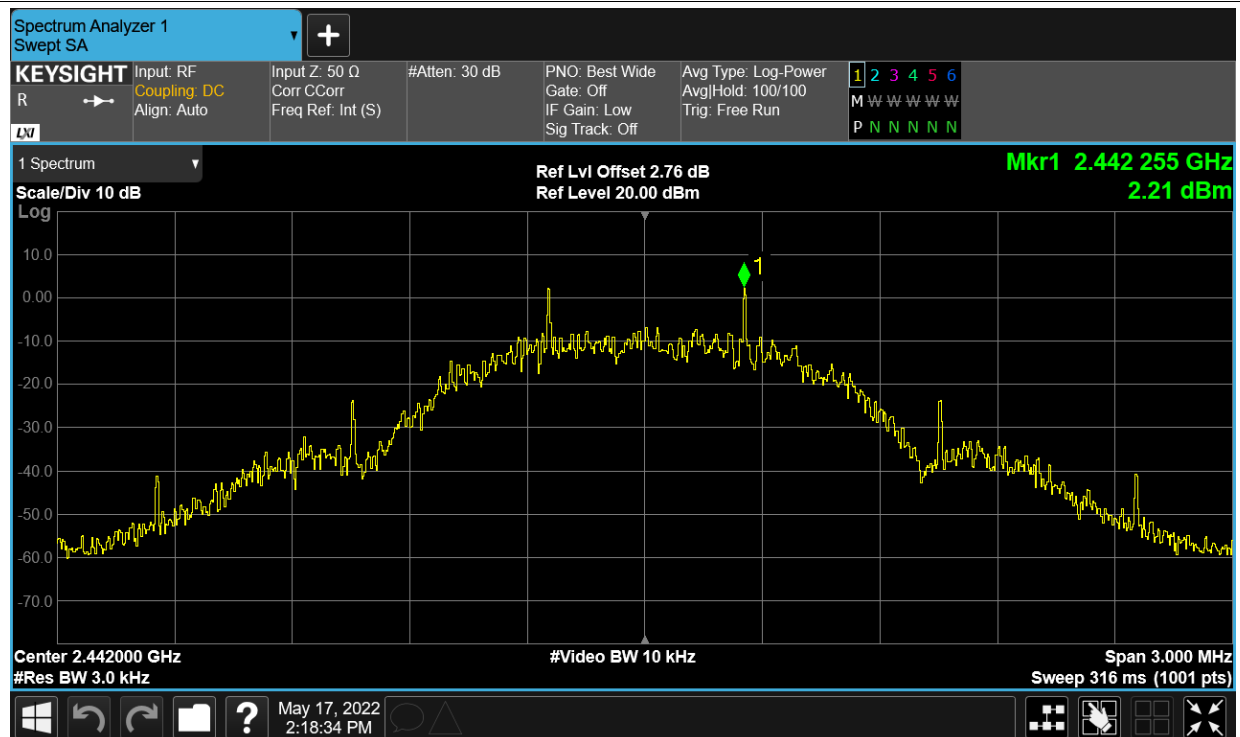 Spectrum Analyzer 1
Swept SA
KEYSIGHT
R
LXI
Input: RF
Coupling: DC
Align: Auto
Input Z: 50 Ω
Corr CCorr
Freq Ref: Int (S)
#Atten: 30 dB
PNO: Best Wide
Gate: Off
IF Gain: Low
Sig Track: Off
Avg Type: Log-Power
Avg|Hold: 100/100
Trig: Free Run
1 2 3 4 5 6
M W W W W W
P N N N N N
1 Spectrum
Scale/Div 10 dB
Log
Ref Lvl Offset 2.76 dB
Ref Level 20.00 dBm
Mkr1 2.442 255 GHz
2.21 dBm
10.0
0.00
-10.0
-20.0
-30.0
-40.0
-50.0
-60.0
-70.0
1
Center 2.442000 GHz
#Res BW 3.0 kHz
#Video BW 10 kHz
Span 3.000 MHz
Sweep 316 ms (1001 pts)
?
May 17, 2022
2:18:34 PM